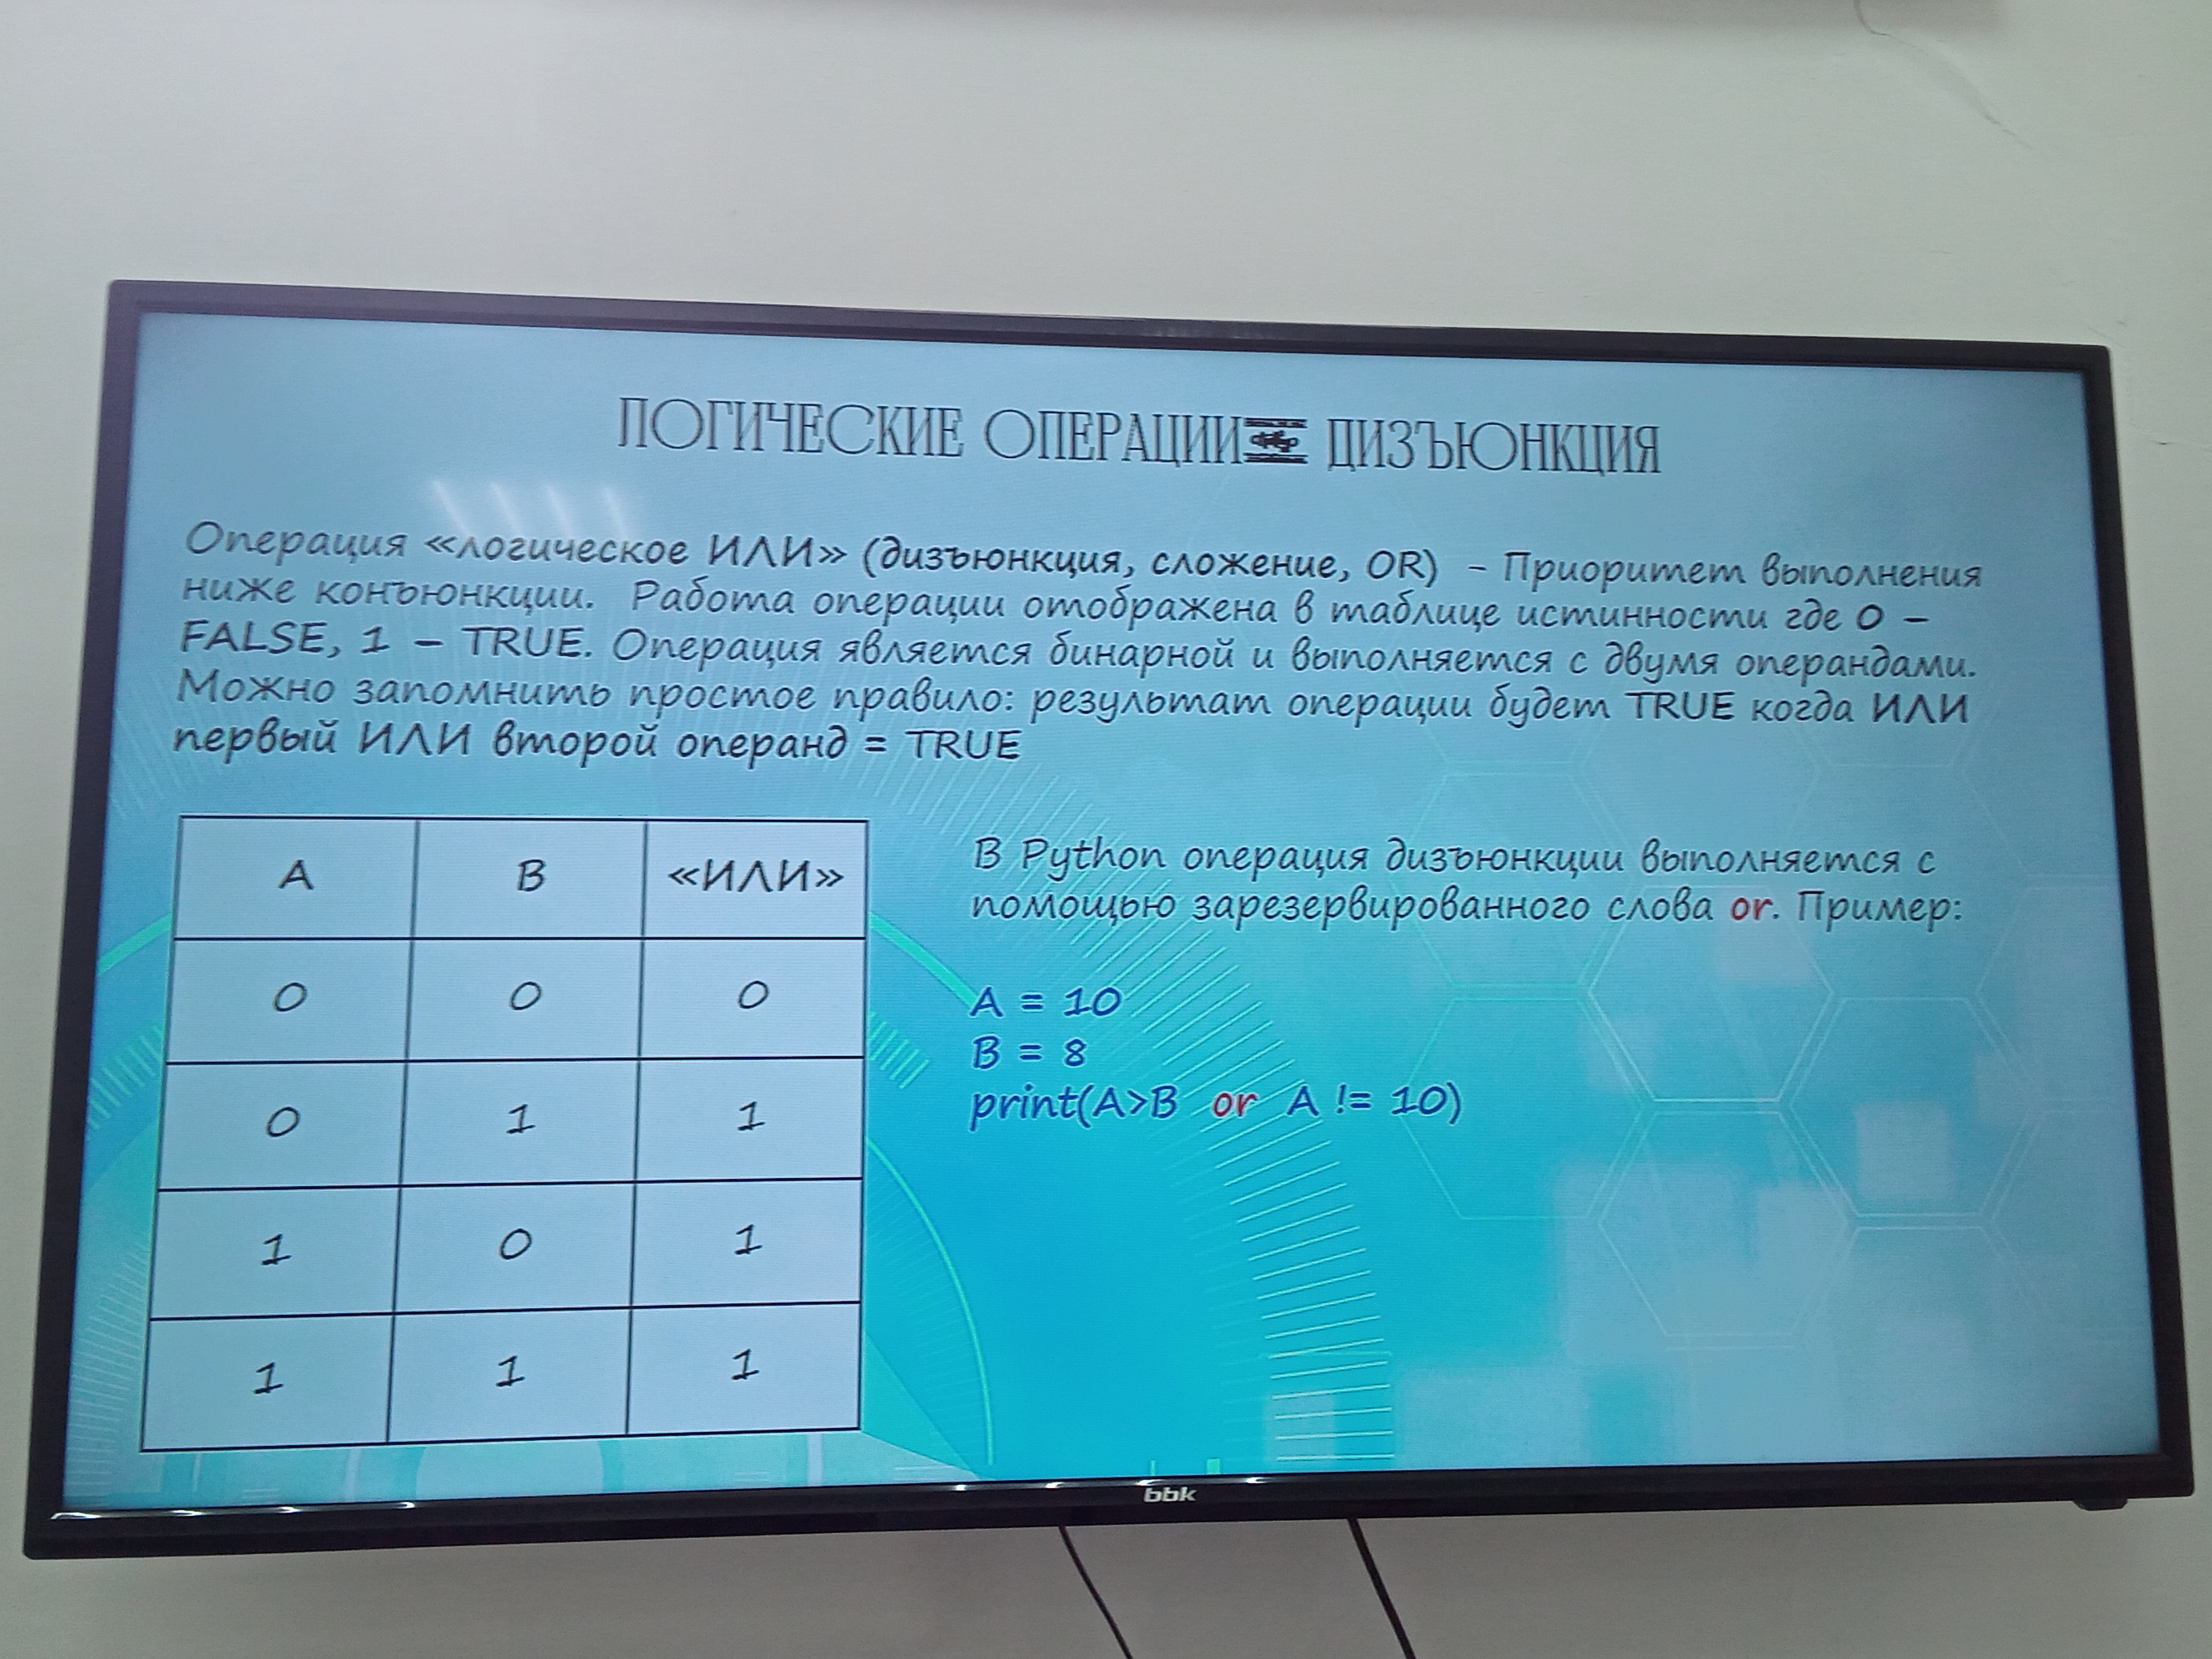 ЛОГИЧЕСКИЕ ОПЕРАЦИИ ДИЗЪЮНКЦИЯ
Операция «логическое ИЛИ» (дизъюнкция, сложение, OR) – Приоритет выполнения
ниже конъюнкции. Работа операции отображена в таблице истинности где 0 –
FALSE, 1 – TRUE. Операция является бинарной и выполняется с двумя операндами.
Можно запомнить простое правило: результат операции будет TRUE когда ИЛИ
первый ИЛИ второй операнд = TRUE
А В «ИЛИ»
0 0 0
0 1 1
1 0 1
1 1 1
В Python операция дизъюнкции выполняется с
помощью зарезервированного слова or. Пример:
A = 10
B = 8
print(A>B or A != 10)
bbk